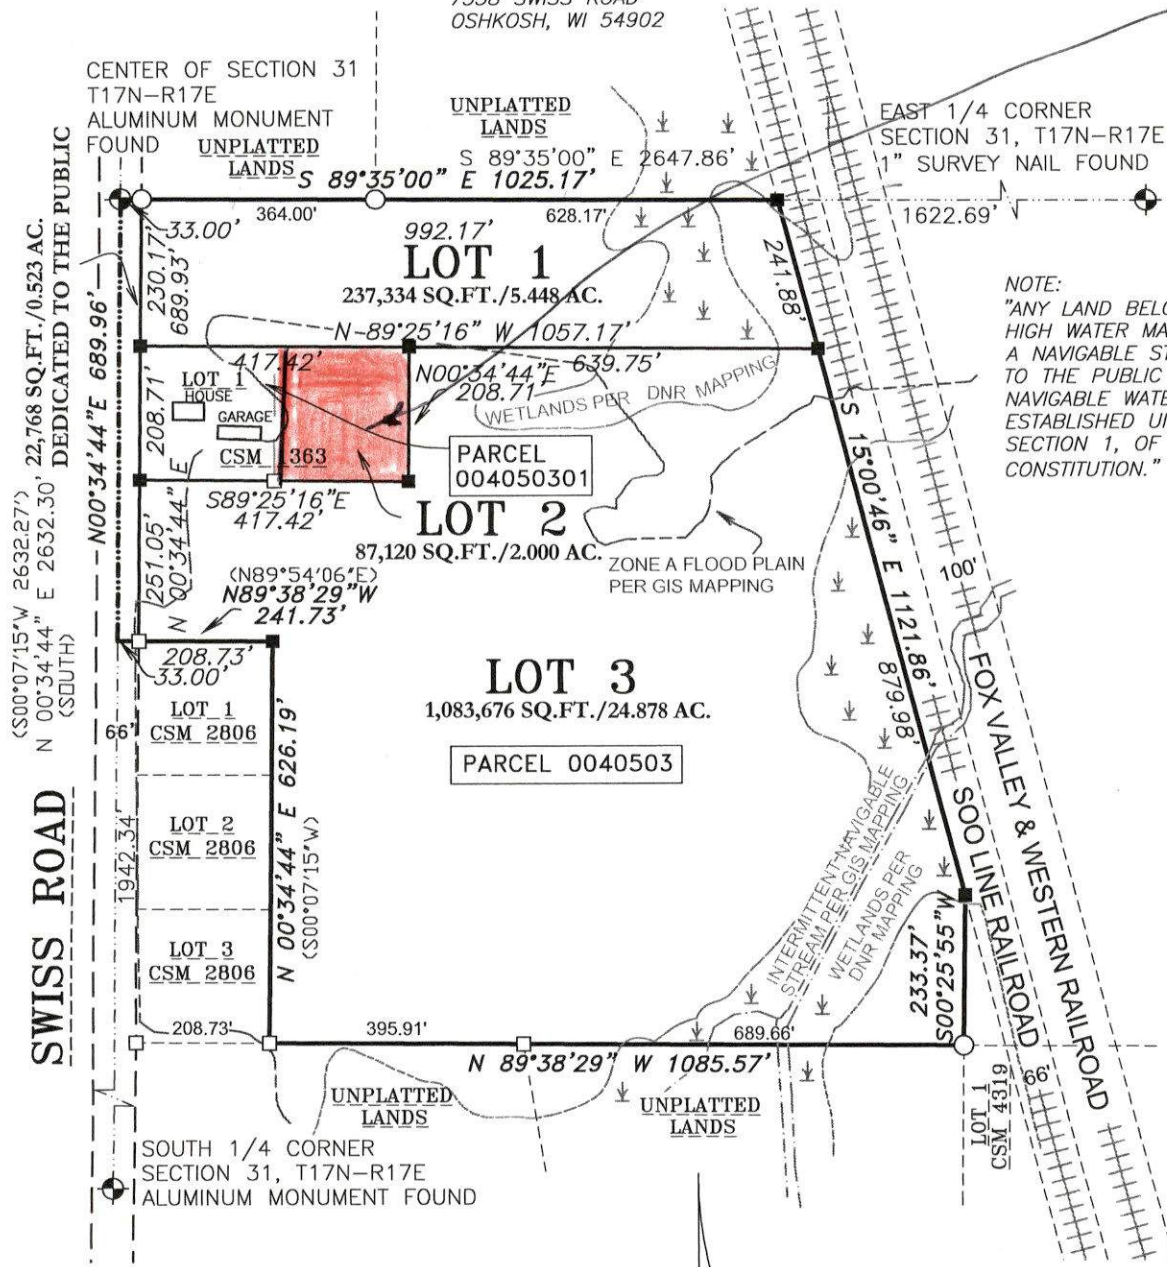 7558 SWISS ROAD
OSHKOSH, WI 54902
CENTER OF SECTION 31
T17N-R17E
ALUMINUM MONUMENT
FOUND
UNPLATTED
LANDS
UNPLATTED
LANDS
EAST 1/4 CORNER
SECTION 31, T17N-R17E
1" SURVEY NAIL FOUND
S 89°35'00" E 2647.86'
S 89°35'00" E 1025.17'
364.00'
628.17'
1622.69'
33.00'
992.17'
LOT 1
237,334 SQ.FT./5.448 AC.
230.17'
689.93'
241.88'
22,768 SQ.FT./0.523 AC.
DEDICATED TO THE PUBLIC
N00°34'44"E 689.96'
NOTE:
"ANY LAND BELO
HIGH WATER MA
A NAVIGABLE ST
TO THE PUBLIC
NAVIGABLE WATE
ESTABLISHED U
SECTION 1, OF
CONSTITUTION."
N 89°25'16" W 1057.17'
417.42'
639.75'
N00°34'44"E
208.71'
WETLANDS PER DNR MAPPING
208.71'
LOT 1
HOUSE
GARAGE
CSM 1363
PARCEL
004050301
S89°25'16"E
417.42'
LOT 2
87,120 SQ.FT./2.000 AC.
ZONE A FLOOD PLAIN
PER GIS MAPPING
251.05'
N 00°34'44" E
(N89°54'06"E)
N89°38'29"W
241.73'
208.73'
33.00'
(S00°07'15"W 2632.27')
N 00°34'44" E 2632.30'
(SOUTH)
S 15°00'46" E 1121.86'
879.98'
100'
LOT 3
1,083,676 SQ.FT./24.878 AC.
PARCEL 0040503
66'
LOT 1
CSM 2806
LOT 2
CSM 2806
LOT 3
CSM 2806
1942.34'
N 00°34'44" E 626.19'
(S00°07'15"W)
SWISS ROAD
FOX VALLEY & WESTERN RAILROAD
SOO LINE RAILROAD
INTERMITTENT-NAVIGABLE
STREAM PER GIS MAPPING
WETLANDS PER
DNR MAPPING
233.37'
S00°25'55"W
208.73'
395.91'
689.66'
N 89°38'29" W 1085.57'
UNPLATTED
LANDS
UNPLATTED
LANDS
LOT 1
CSM 4319
66'
SOUTH 1/4 CORNER
SECTION 31, T17N-R17E
ALUMINUM MONUMENT FOUND